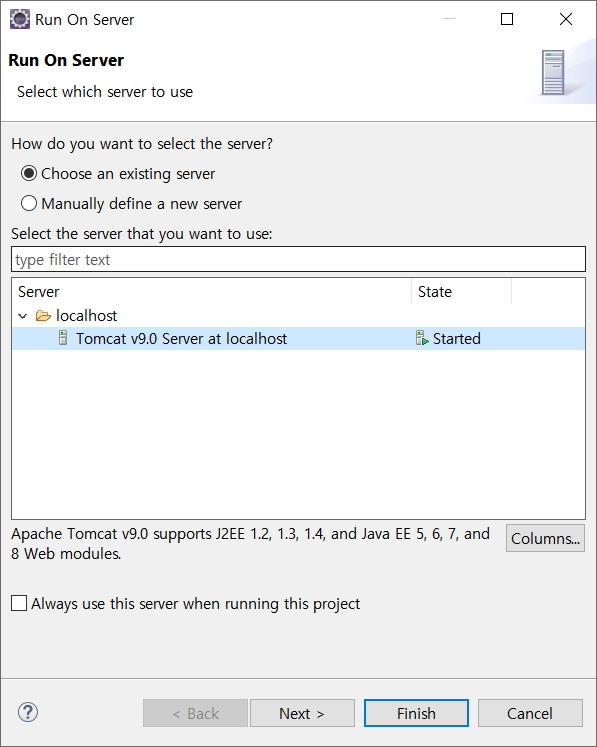 Run On Server
Run On Server
Select which server to use
How do you want to select the server?
Choose an existing server
Manually define a new server
Select the server that you want to use:
type filter text
Server State
localhost
Tomcat v9.0 Server at localhost Started
Apache Tomcat v9.0 supports J2EE 1.2, 1.3, 1.4, and Java EE 5, 6, 7, and
8 Web modules.
Columns...
Always use this server when running this project
? < Back Next > Finish Cancel